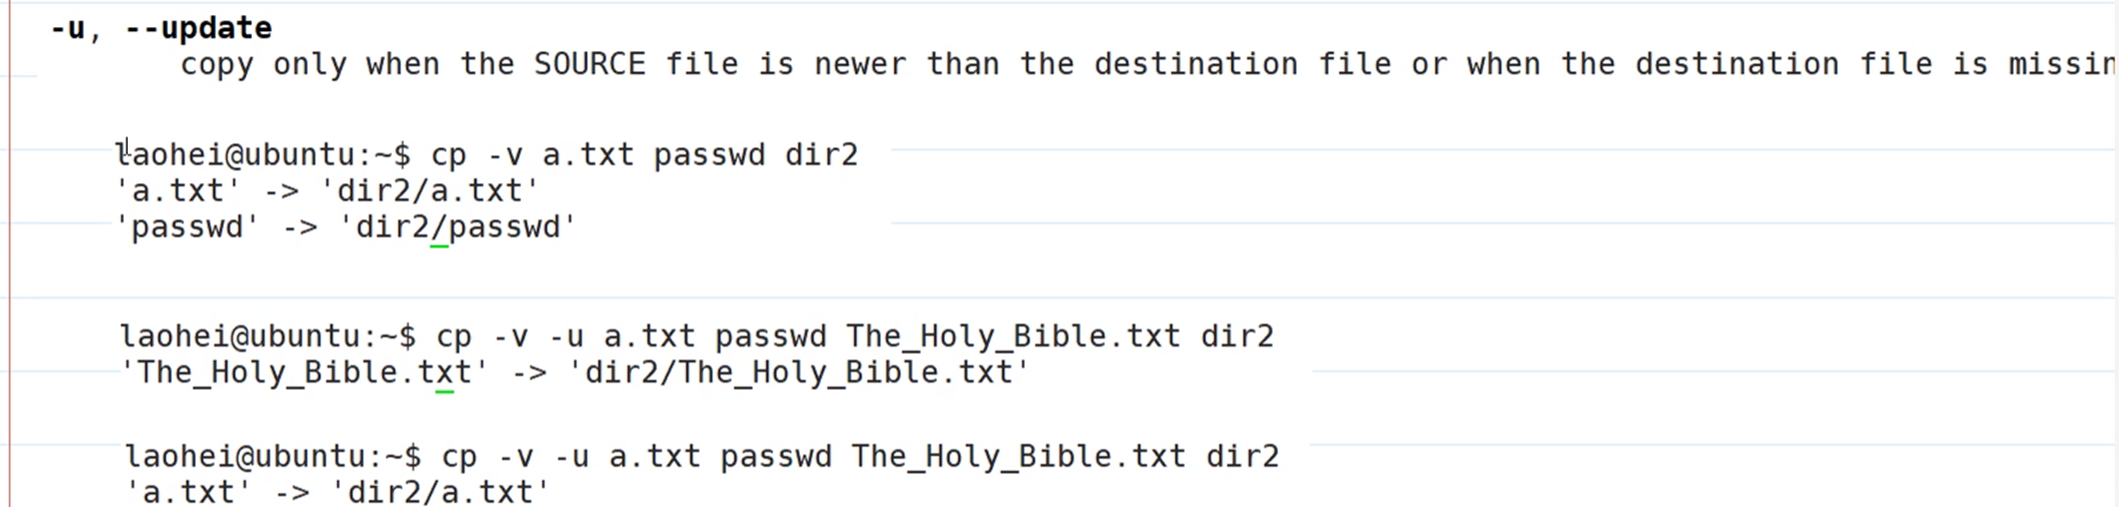 -u, --update
copy only when the SOURCE file is newer than the destination file or when the destination file is missin
laohei@ubuntu:~$ cp -v a.txt passwd dir2
'a.txt' -> 'dir2/a.txt'
'passwd' -> 'dir2/passwd'
laohei@ubuntu:~$ cp -v -u a.txt passwd The_Holy_Bible.txt dir2
'The_Holy_Bible.txt' -> 'dir2/The_Holy_Bible.txt'
laohei@ubuntu:~$ cp -v -u a.txt passwd The_Holy_Bible.txt dir2
'a.txt' -> 'dir2/a.txt'